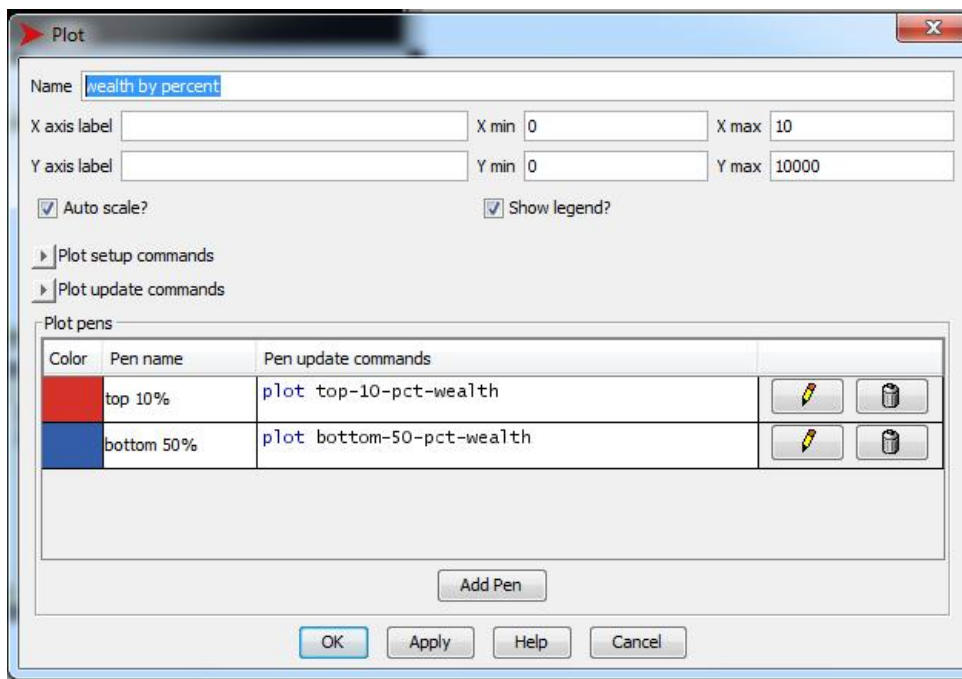 Plot
Name wealth by percent
X axis label X min 0 X max 10
Y axis label Y min 0 Y max 10000
Auto scale? Show legend?
Plot setup commands
Plot update commands
Plot pens
Color Pen name Pen update commands
top 10% plot top-10-pct-wealth
bottom 50% plot bottom-50-pct-wealth
Add Pen
OK Apply Help Cancel